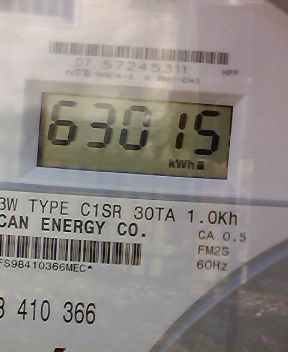 07 57245311
63015
kWh
3W TYPE C1SR 30TA 1.0Kh
CAN ENERGY CO.
CA 0.5
FM2S
60Hz
FS98410366MEC*
8 410 366